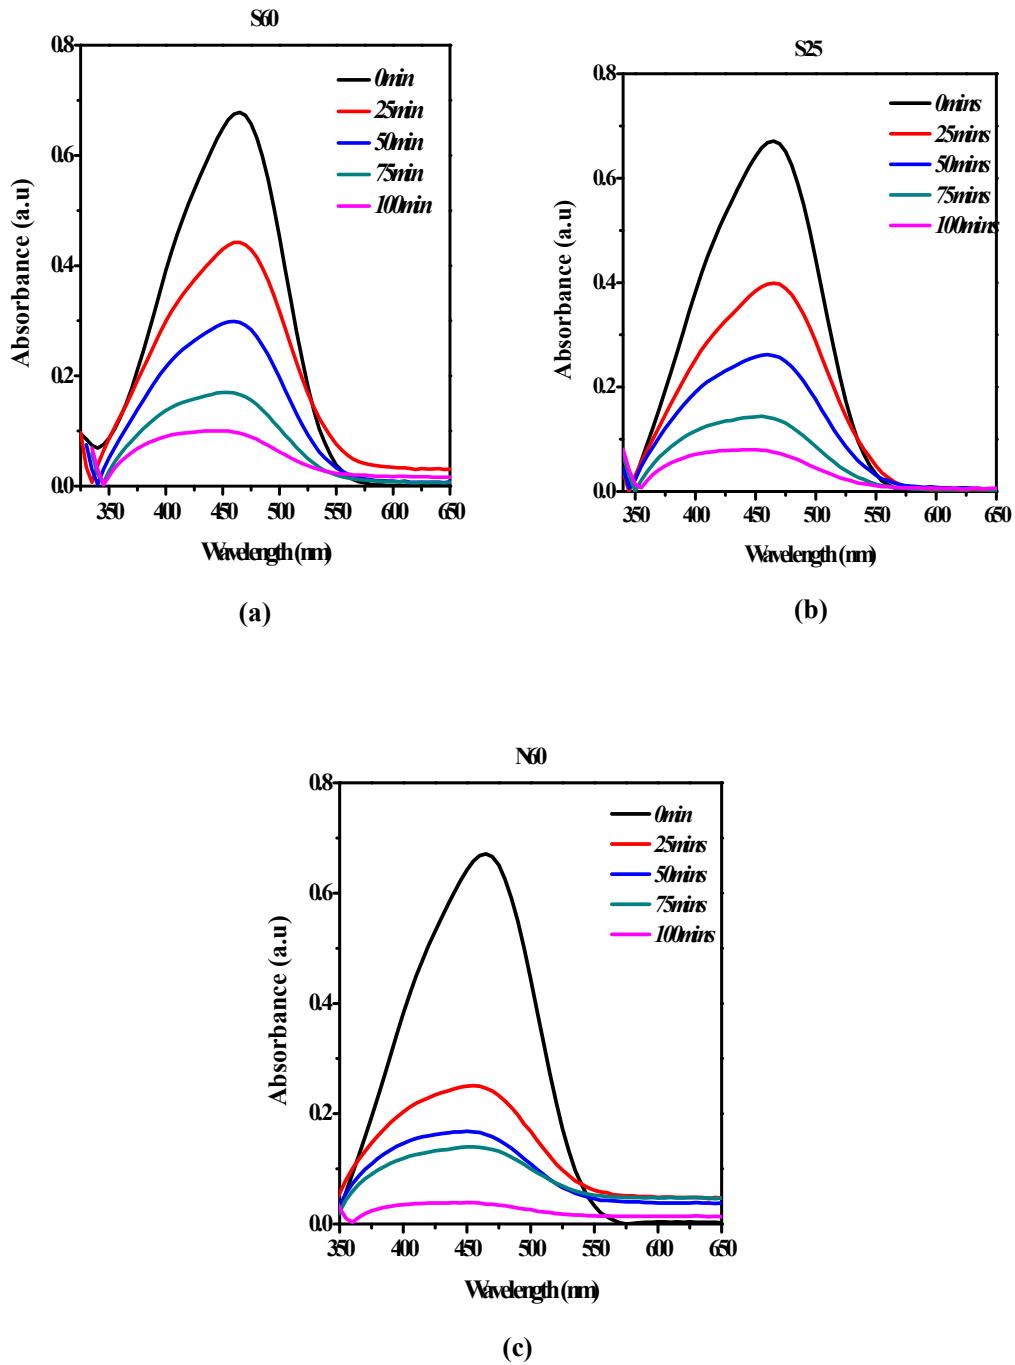 S60
0.8
0.6
0.4
0.2
0.0
Absorbance (a.u)
0min
25min
50min
75min
100min
350 400 450 500 550 600 650
Wavelength (nm)
(a)
S25
0.8
0.6
0.4
0.2
0.0
Absorbance (a.u)
0mins
25mins
50mins
75mins
100mins
350 400 450 500 550 600 650
Wavelength (nm)
(b)
N60
0.8
0.6
0.4
0.2
0.0
Absorbance (a.u)
0min
25mins
50mins
75mins
100mins
350 400 450 500 550 600 650
Wavelength (nm)
(c)